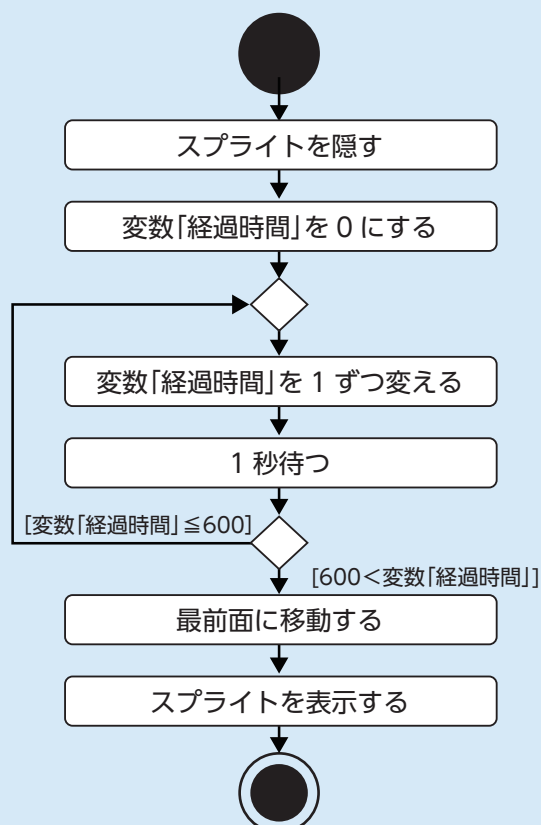 スプライトを隠す
変数「経過時間」を 0 にする
変数「経過時間」を 1 ずつ変える
1 秒待つ
[変数「経過時間」≦600]
[600＜変数「経過時間」]
最前面に移動する
スプライトを表示する